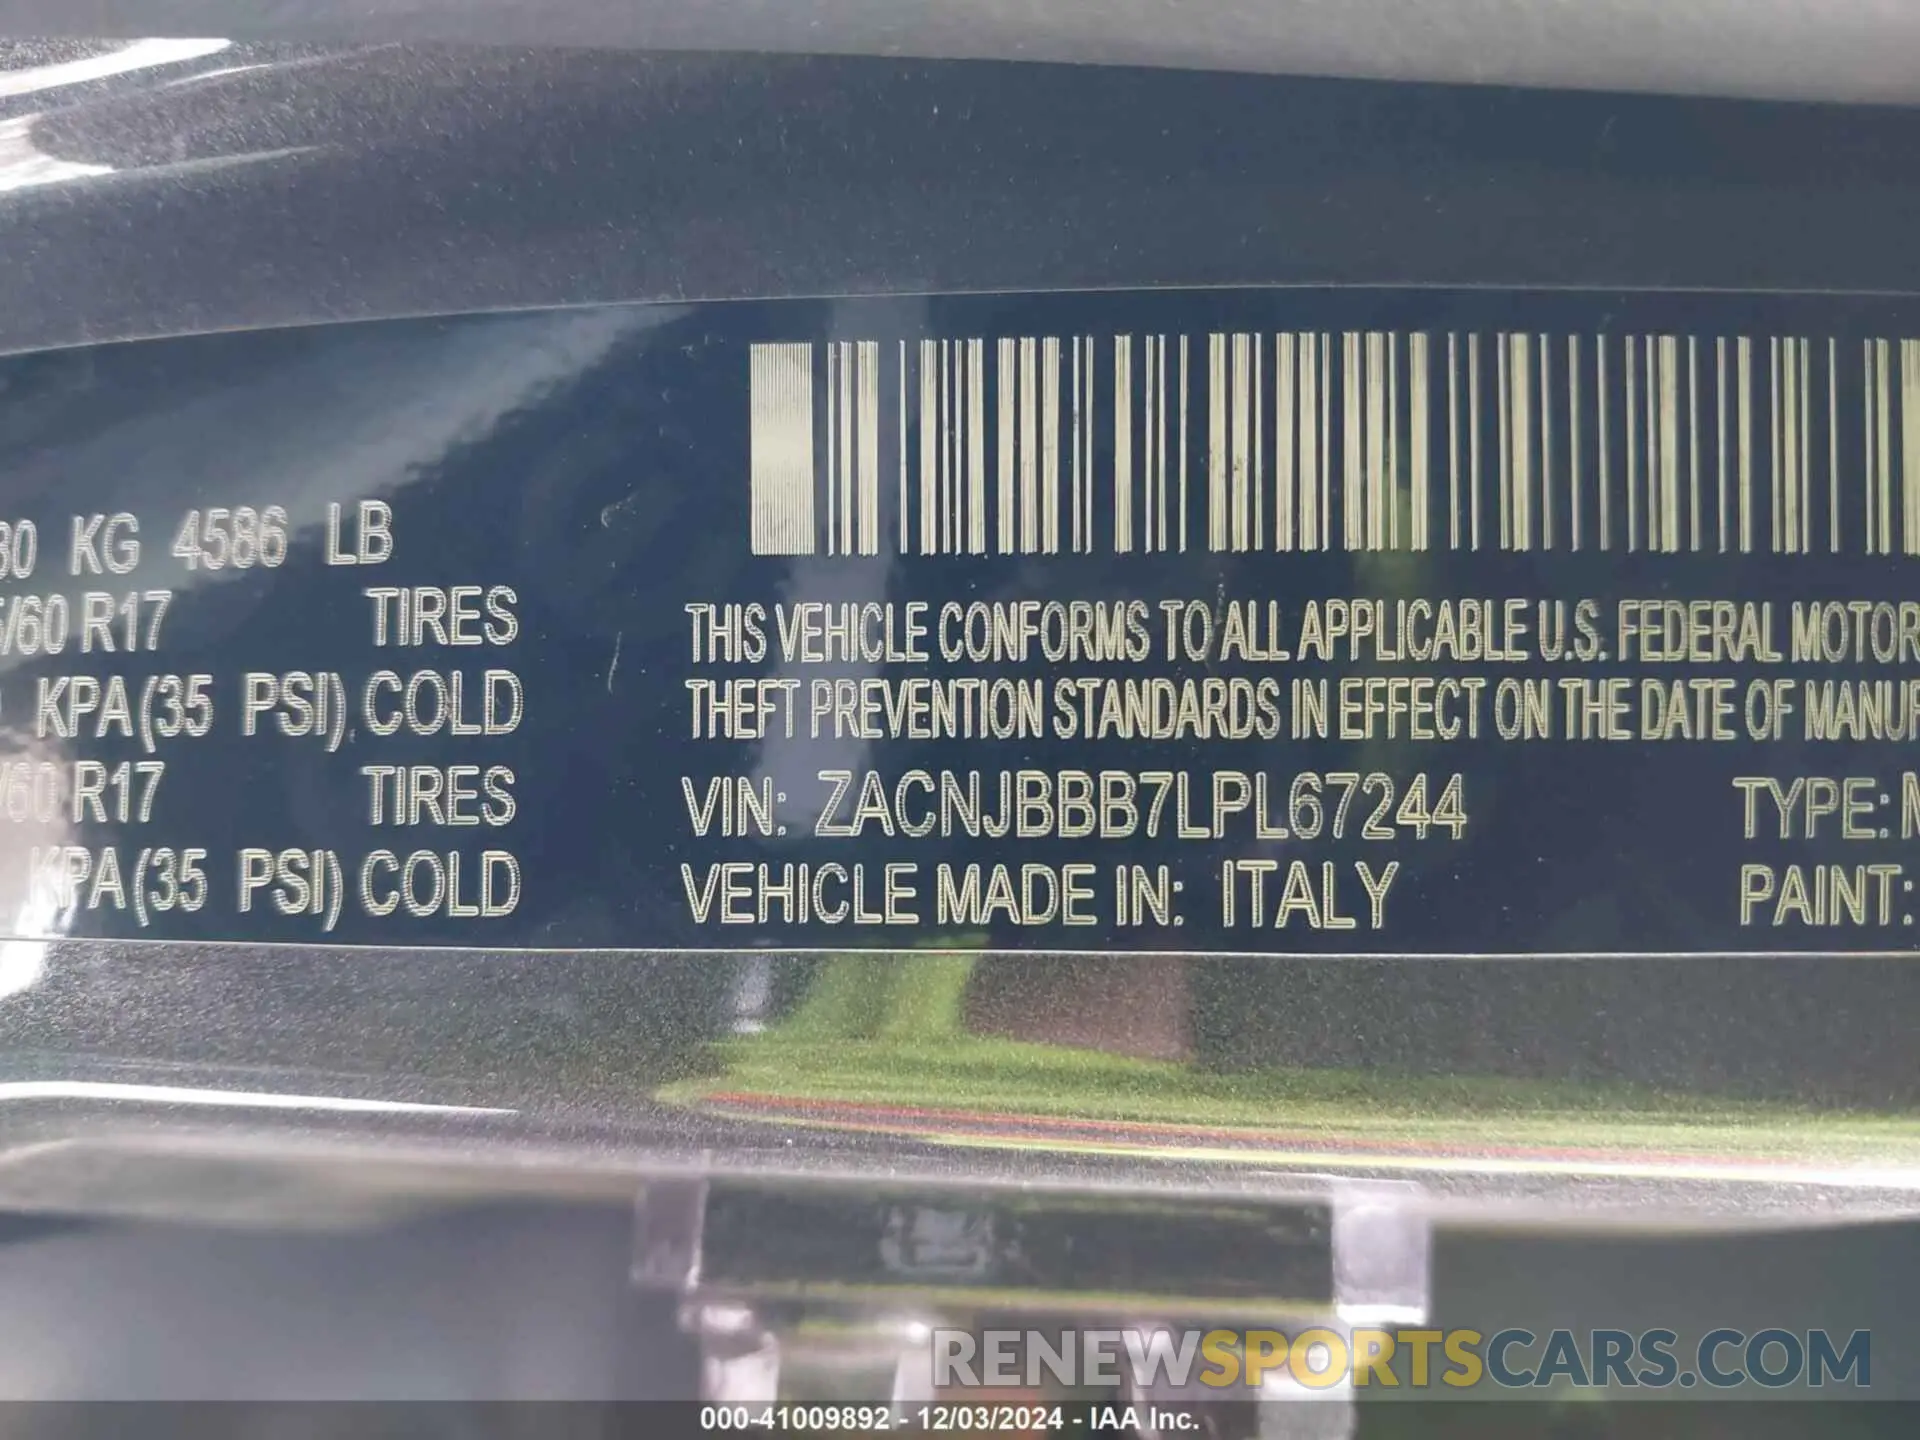 KG 4586 LB
/60 R17 TIRES
KPA (35 PSI) COLD
/60 R17 TIRES
KPA (35 PSI) COLD
THIS VEHICLE CONFORMS TO ALL APPLICABLE U.S. FEDERAL MOTOR
THEFT PREVENTION STANDARDS IN EFFECT ON THE DATE OF MANUF
VIN: ZACNJBBB7LPL67244 TYPE:
VEHICLE MADE IN: ITALY PAINT:
RENEWSPORTSCARS.COM
000-41009892 - 12/03/2024 - IAA Inc.